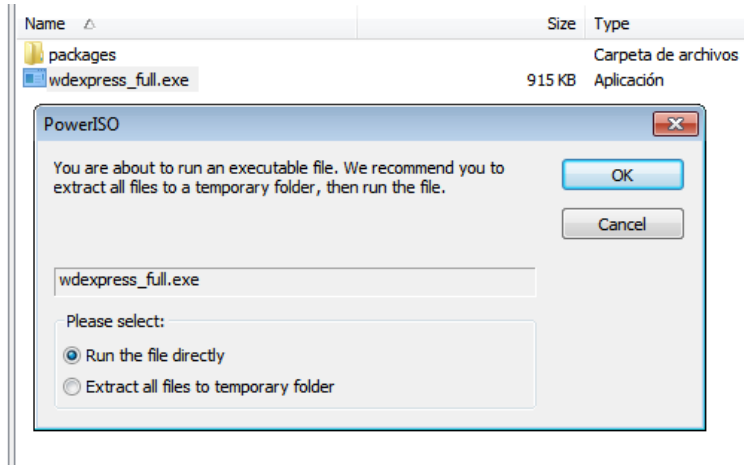 Name Size Type
packages Carpeta de archivos
wdexpress_full.exe 915 KB Aplicación
PowerISO
You are about to run an executable file. We recommend you to
extract all files to a temporary folder, then run the file.
OK
Cancel
wdexpress_full.exe
Please select:
Run the file directly
Extract all files to temporary folder